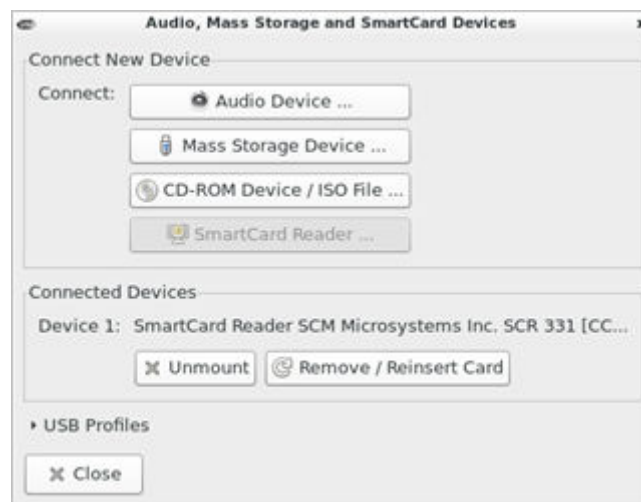 Audio, Mass Storage and SmartCard Devices
Connect New Device
Connect: Audio Device ...
Mass Storage Device ...
CD-ROM Device / ISO File ...
SmartCard Reader ...
Connected Devices
Device 1: SmartCard Reader SCM Microsystems Inc. SCR 331 [CC...
Unmount Remove / Reinsert Card
USB Profiles
Close